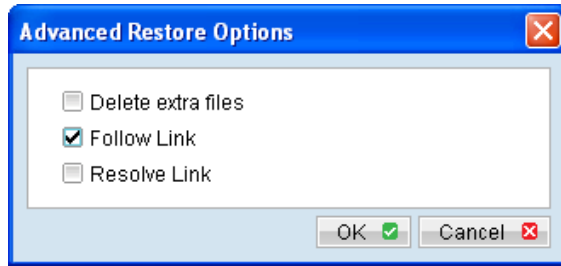 Advanced Restore Options
Delete extra files
Follow Link
Resolve Link
OK Cancel